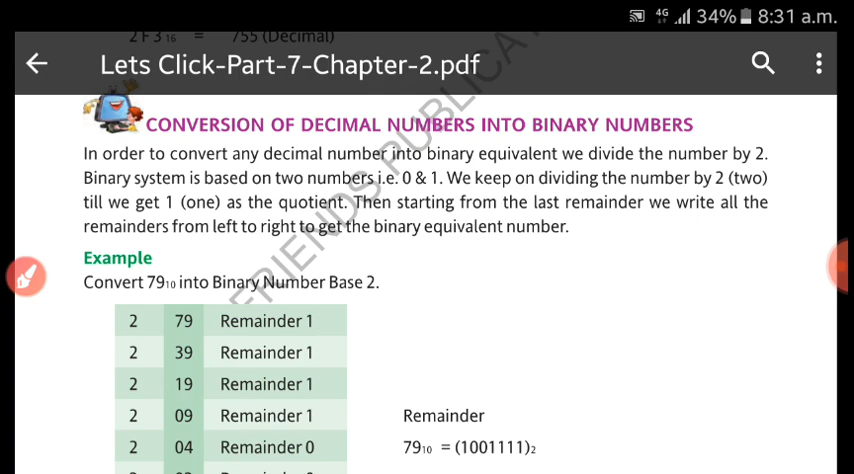 4G 34% 8:31 a.m.
2 F 3 16 = 755 (Decimal)
Lets Click-Part-7-Chapter-2.pdf
FRIENDS PUBLICAT
CONVERSION OF DECIMAL NUMBERS INTO BINARY NUMBERS
In order to convert any decimal number into binary equivalent we divide the number by 2.
Binary system is based on two numbers i.e. 0 & 1. We keep on dividing the number by 2 (two)
till we get 1 (one) as the quotient. Then starting from the last remainder we write all the
remainders from left to right to get the binary equivalent number.
Example
Convert 79₁₀ into Binary Number Base 2.
2 79 Remainder 1
2 39 Remainder 1
2 19 Remainder 1
2 09 Remainder 1 Remainder
2 04 Remainder 0 79₁₀ = (1001111)₂